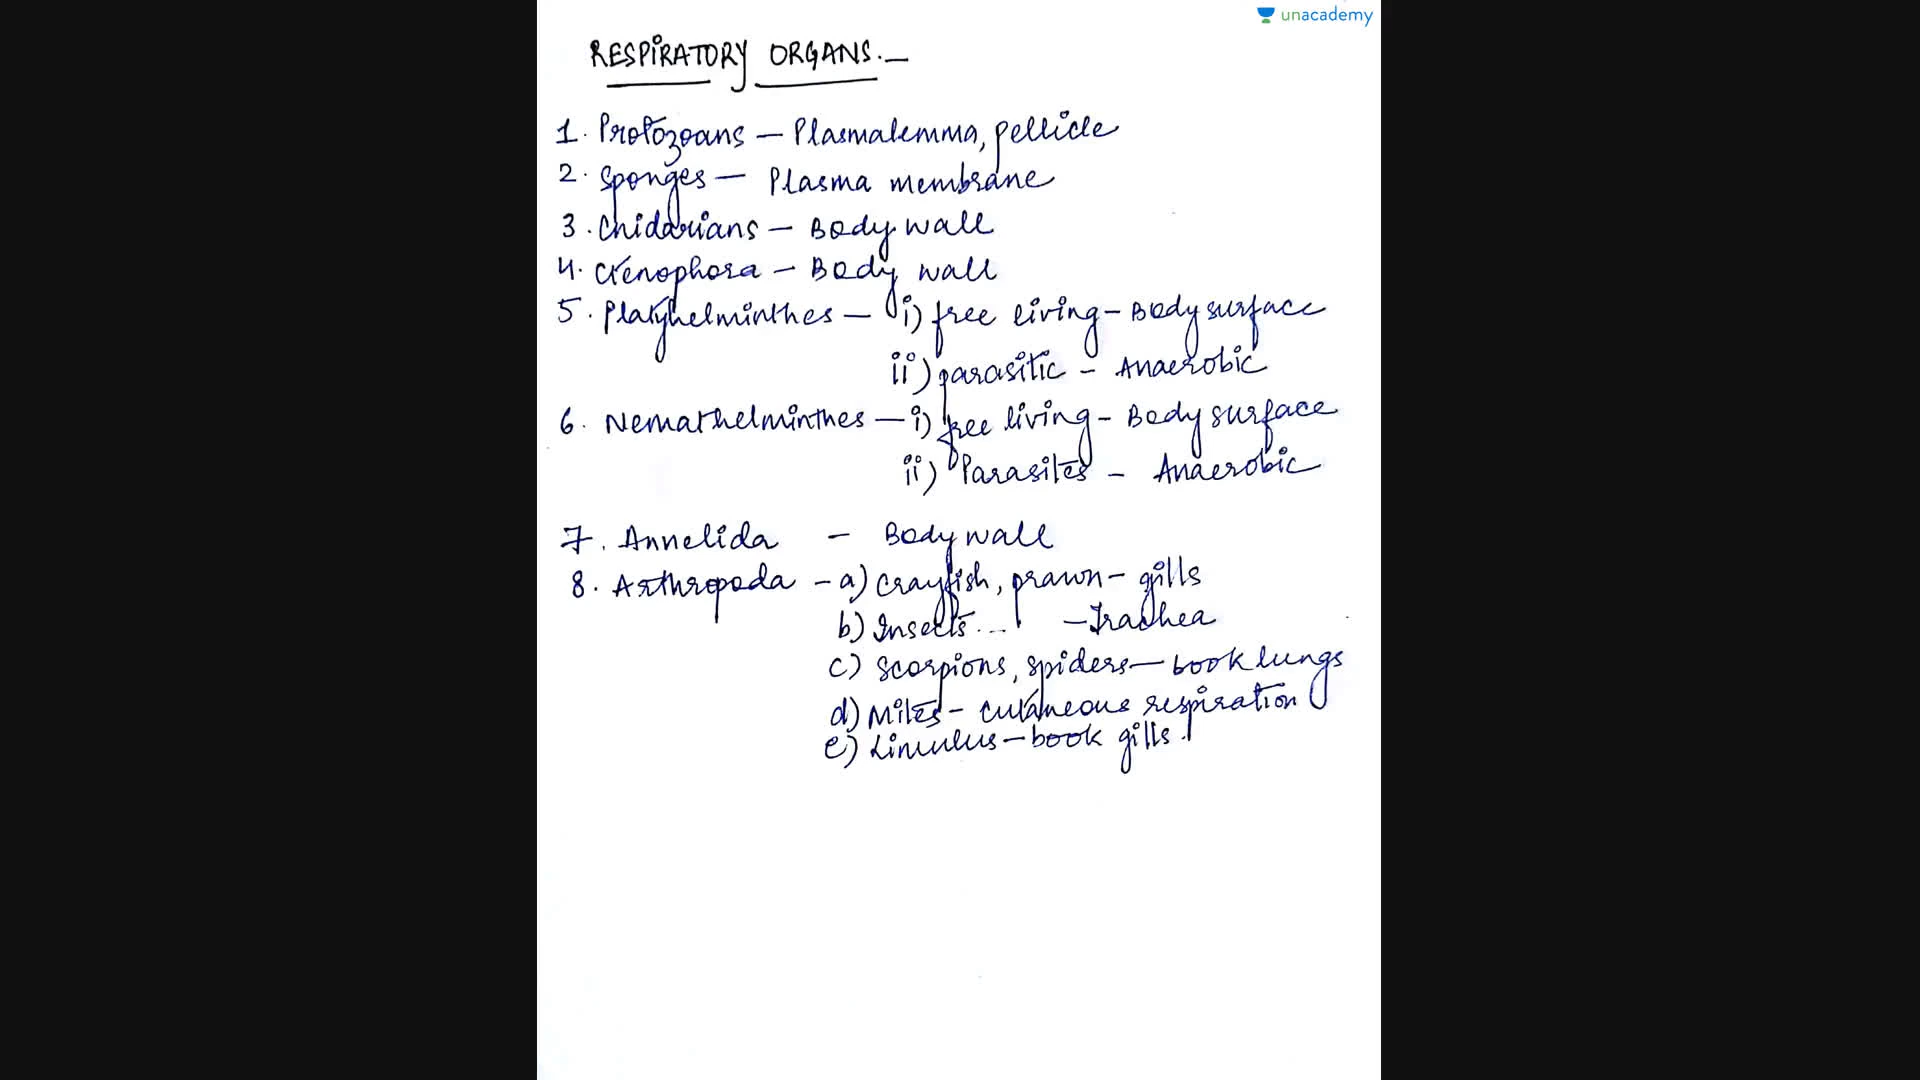 unacademy
RESPIRATORY ORGANS.-
1. Protozoans - Plasmalemma, pellicle
2. Sponges - Plasma membrane
3. Cnidarians - Body wall
4. Ctenophora - Body wall
5. Platyhelminthes - i) free living - Body surface
ii) parasitic - Anaerobic
6. Nemathelminthes - i) free living - Body surface
ii) Parasites - Anaerobic
7. Annelida - Body wall
8. Arthropoda - a) Crayfish, prawn - gills
b) Insects... - Trachea
c) Scorpions, spiders - book lungs
d) Mites - cutaneous respiration
e) Limulus - book gills.